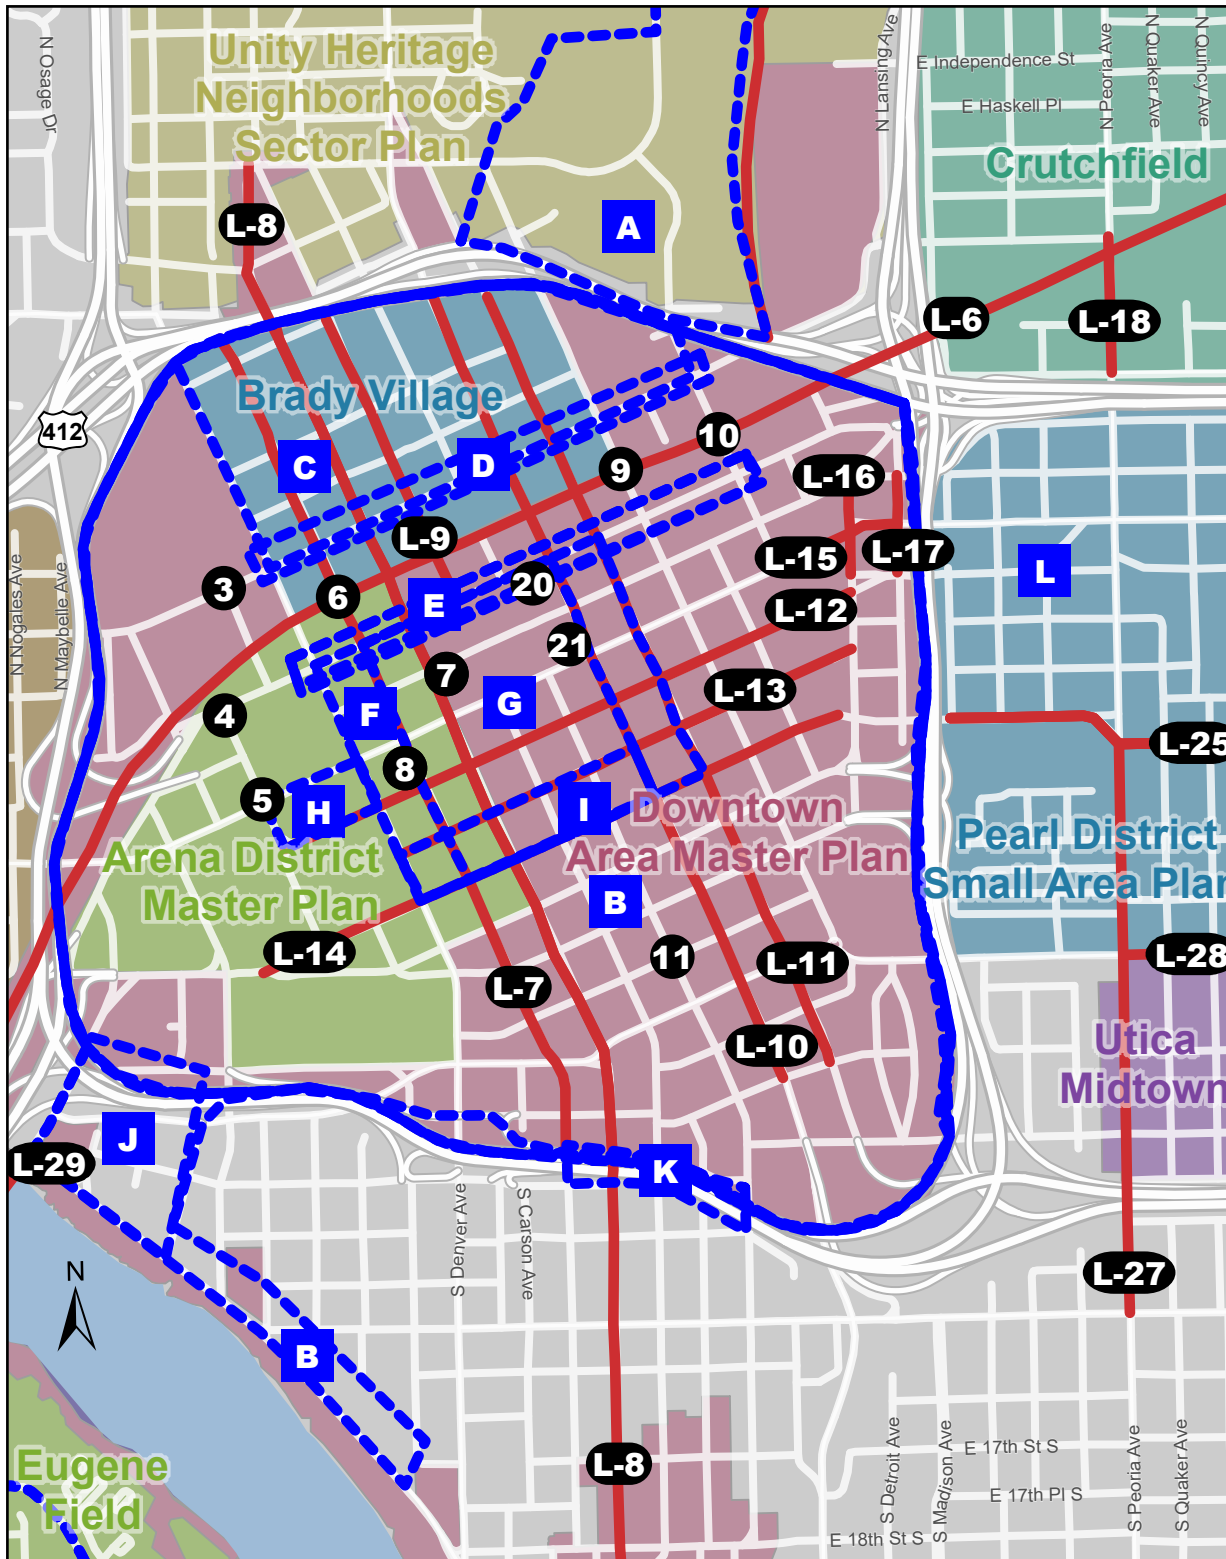 N Osage Dr
Unity Heritage
Neighborhoods
Sector Plan
N Lansing Ave
E Independence St
E Haskell Pl
N Peoria Ave
N Quaker Ave
N Quincy Ave
Crutchfield
L-8
A
L-6
L-18
Brady Village
412
C
D
9
10
L-16
L-9
L-15
L-17
L
3
6
E
20
L-12
21
N Nogales Ave
N Maybelle Ave
7
4
F
G
L-13
L-25
8
5
H
I
Downtown
Area Master Plan
Pearl District
Small Area Plan
Arena District
Master Plan
B
L-14
11
L-11
L-28
L-7
L-10
Utica
Midtown
J
L-29
K
S Denver Ave
S Carson Ave
N
L-27
B
L-8
Eugene
Field
S Detroit Ave
S Madison Ave
E 17th St S
E 17th Pl S
E 18th St S
S Peoria Ave
S Quaker Ave